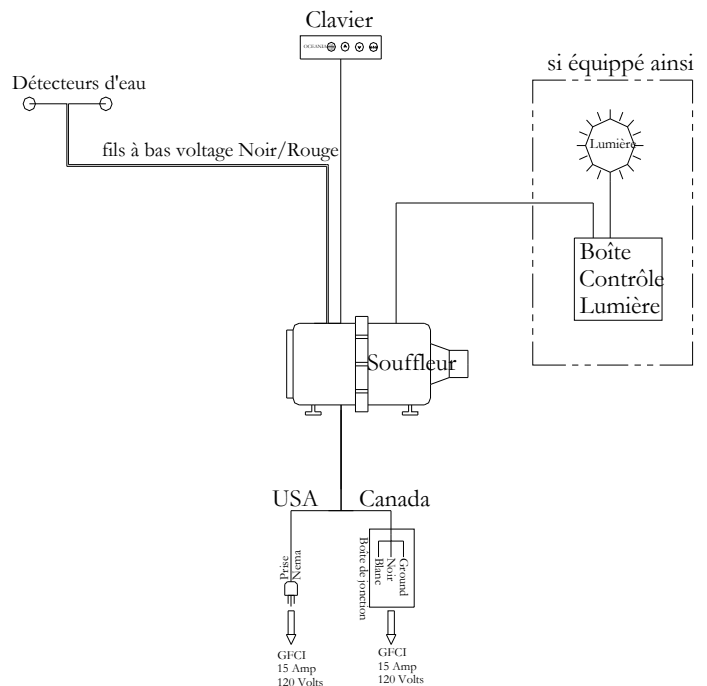 Clavier
OCEANIA
si équippé ainsi
Détecteurs d'eau
Lumière
fils à bas voltage Noir/Rouge
Boîte
Contrôle
Lumière
Souffleur
USA
Canada
Prise
Nema
Boîte de jonction
Blanc
Noir
Ground
GFCI
15 Amp
120 Volts
GFCI
15 Amp
120 Volts